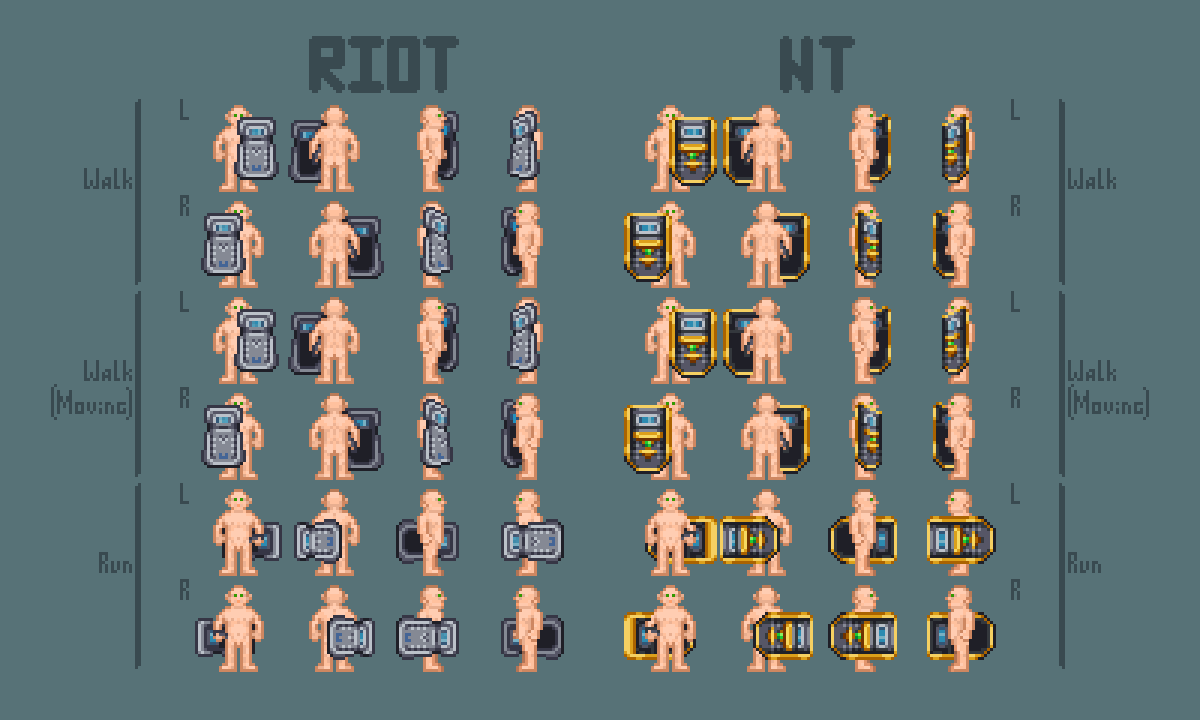 RIOT NT
L L
Walk Walk
R R
L L
Walk Walk
(Moving) (Moving)
R R
L L
Run Run
R R